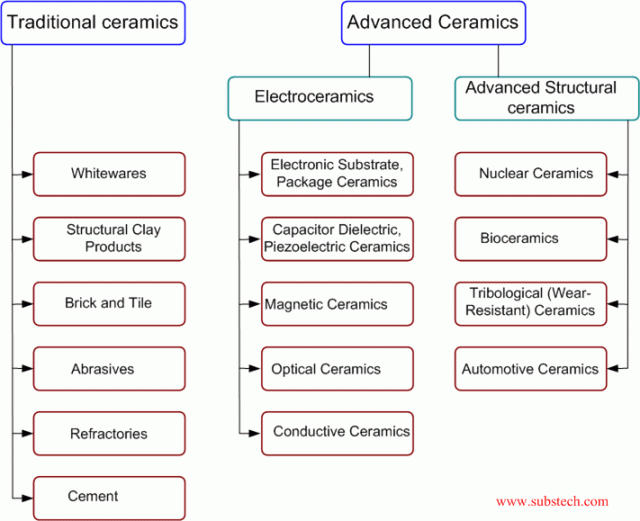 Traditional ceramics
Advanced Ceramics
Electroceramics
Advanced Structural
ceramics
Whitewares
Structural Clay
Products
Brick and Tile
Abrasives
Refractories
Cement
Electronic Substrate,
Package Ceramics
Capacitor Dielectric,
Piezoelectric Ceramics
Magnetic Ceramics
Optical Ceramics
Conductive Ceramics
Nuclear Ceramics
Bioceramics
Tribological (Wear-
Resistant) Ceramics
Automotive Ceramics
www.substech.com